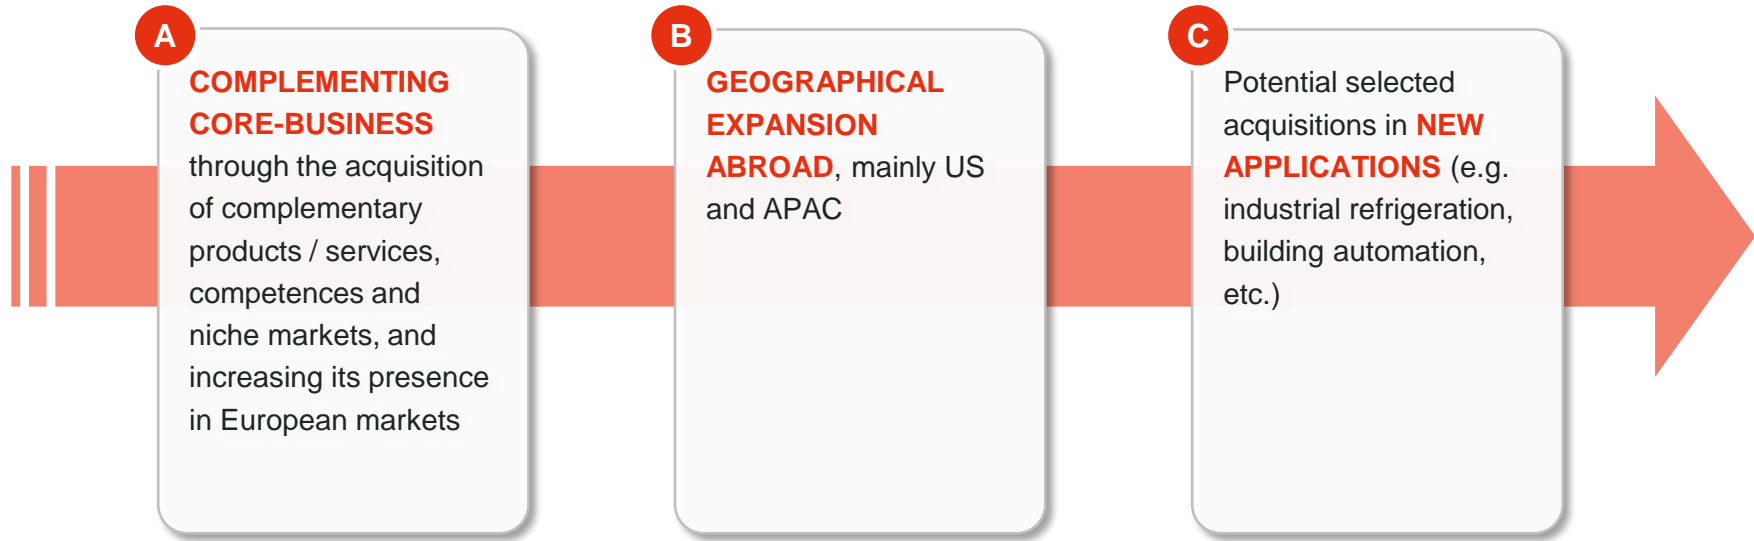 A
COMPLEMENTING
CORE-BUSINESS
through the acquisition
of complementary
products / services,
competences and
niche markets, and
increasing its presence
in European markets
B
GEOGRAPHICAL
EXPANSION
ABROAD, mainly US
and APAC
C
Potential selected
acquisitions in NEW
APPLICATIONS (e.g.
industrial refrigeration,
building automation,
etc.)